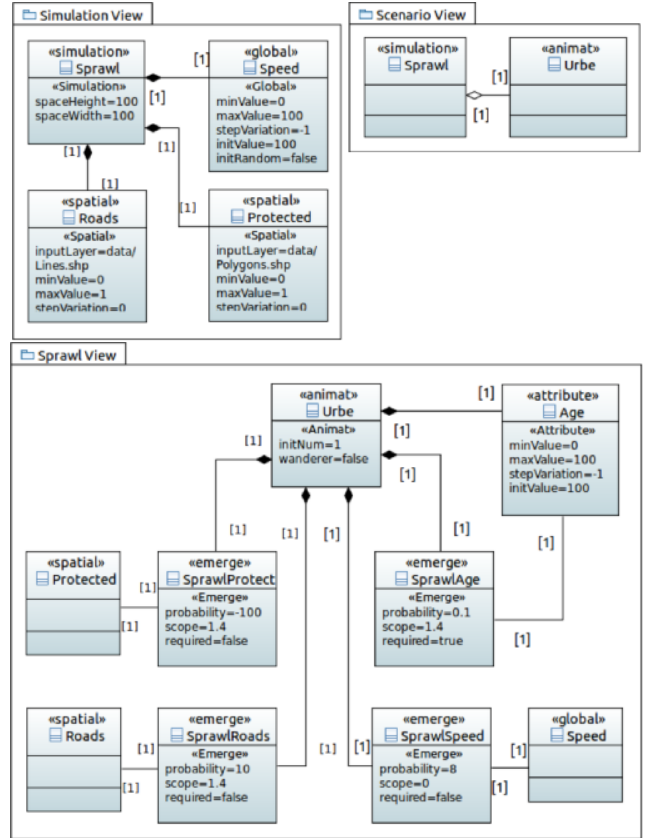 Simulation View
«simulation»
Sprawl
«Simulation»
spaceHeight=100
spaceWidth=100
[1]
[1]
[1]
[1]
[1]
«global»
Speed
«Global»
minValue=0
maxValue=100
stepVariation=-1
initValue=100
initRandom=false
«spatial»
Roads
«Spatial»
inputLayer=data/
Lines.shp
minValue=0
maxValue=1
stepVariation=0
[1]
«spatial»
Protected
«Spatial»
inputLayer=data/
Polygons.shp
minValue=0
maxValue=1
stepVariation=0
Scenario View
«simulation»
Sprawl
[1]
[1]
«animat»
Urbe
Sprawl View
«animat»
Urbe
«Animat»
initNum=1
wanderer=false
[1]
[1]
[1]
[1]
«attribute»
Age
«Attribute»
minValue=0
maxValue=100
stepVariation=-1
initValue=100
[1]
[1]
[1]
[1]
[1]
[1]
«spatial»
Protected
[1]
[1]
«emerge»
SprawlProtect
«Emerge»
probability=-100
scope=1.4
required=false
«emerge»
SprawlAge
«Emerge»
probability=0.1
scope=1.4
required=true
[1]
«spatial»
Roads
[1]
[1]
«emerge»
SprawlRoads
«Emerge»
probability=10
scope=1.4
required=false
[1]
[1]
«emerge»
SprawlSpeed
«Emerge»
probability=8
scope=0
required=false
[1]
[1]
«global»
Speed